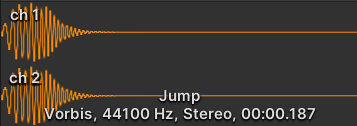 ch 1
ch 2
Jump
Vorbis, 44100 Hz, Stereo, 00:00.187